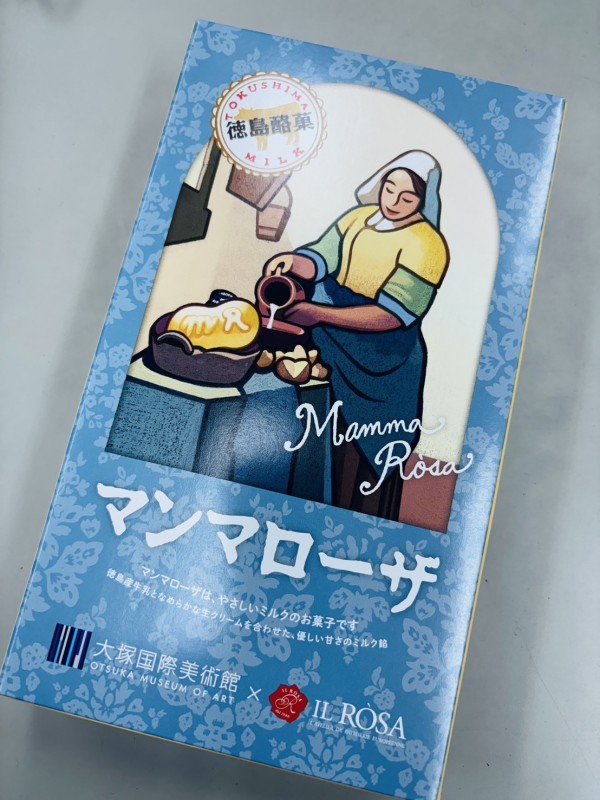 TOKUSHIMA
徳島酪菓
MILK
mR
Mamma
Ròsa
マンマローザ
マンマローザは、やさしいミルクのお菓子です
徳島産牛乳となめらかな生クリームを合わせた、優しい甘さのミルク餡
大塚国際美術館
OTSUKA MUSEUM OF ART
×
IL RÒSA
IL RÒSA